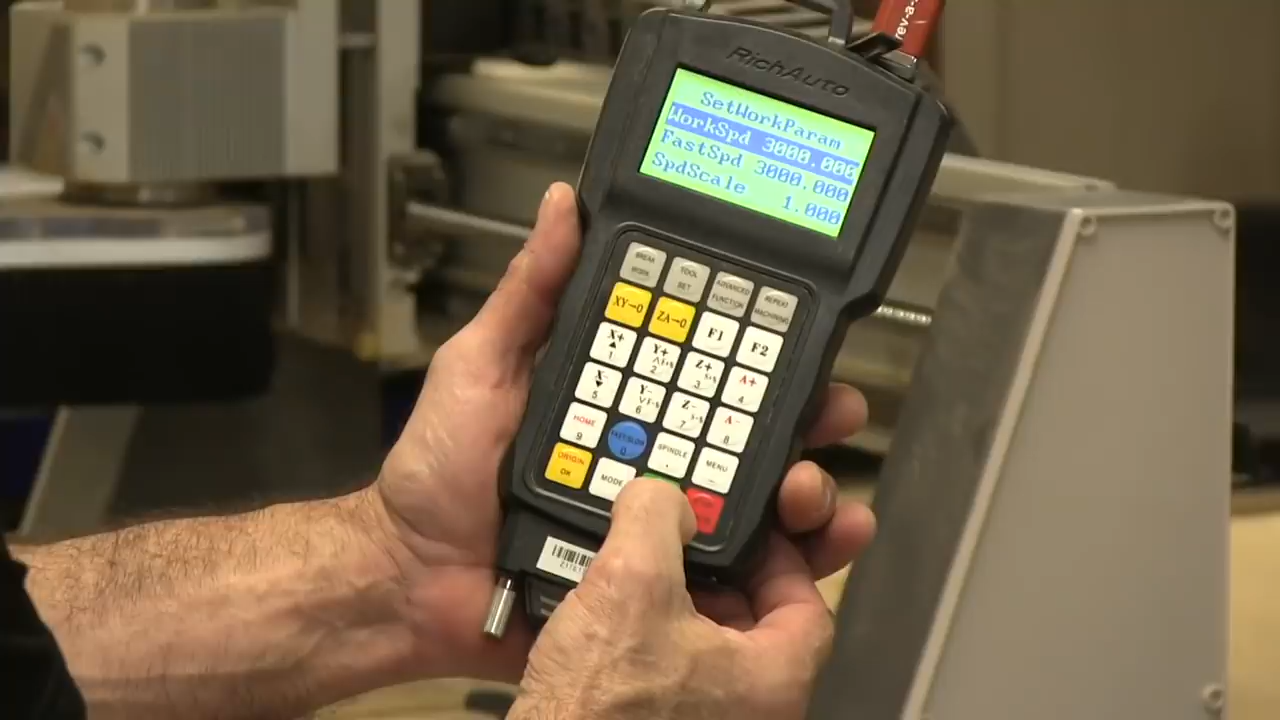 rev-a-
RichAuto
SetWorkParam
WorkSpd 3000.000
FastSpd 3000.000
SpdScale
1.000
BREAK WORK
TOOL SET
ADVANCED FUNCTION
REPEAT MACHINING
XY→0
ZA→0
F1
F2
X+ 1
Y+ 2
Z+ 3
A+ 4
X- 5
Y- 6
Z- 7
A- 8
HOME 9
FAST/SLOW 0
SPINDLE .
MENU
ORIGIN OK
MODE